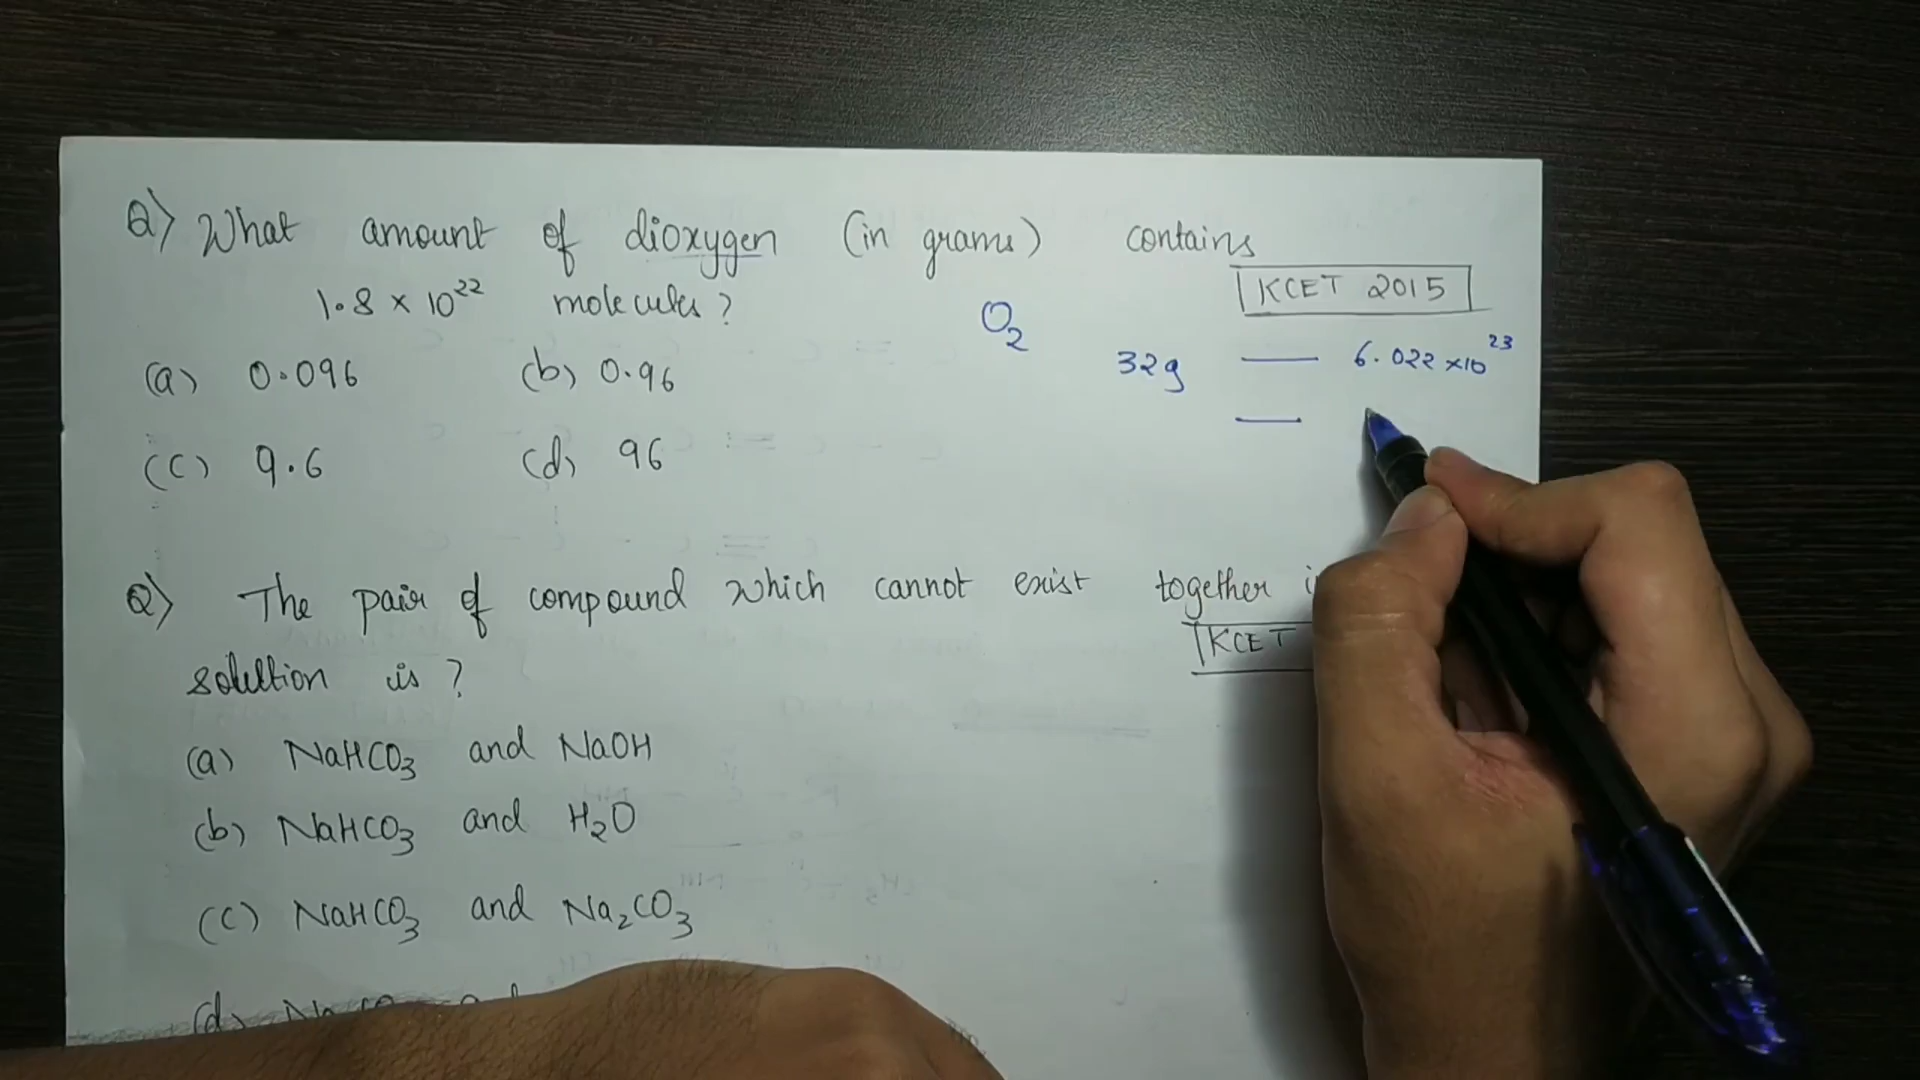 Q) What amount of dioxygen (in grams) contains
KCET 2015
1.8 × 10²² molecules?
O₂
32g — 6.022 ×10²³
—
(a) 0.096 (b) 0.96
(c) 9.6 (d) 96
Q) The pair of compound which cannot exist together
KCET
solution is ?
(a) NaHCO₃ and NaOH
(b) NaHCO₃ and H₂O
(c) NaHCO₃ and Na₂CO₃
(d)